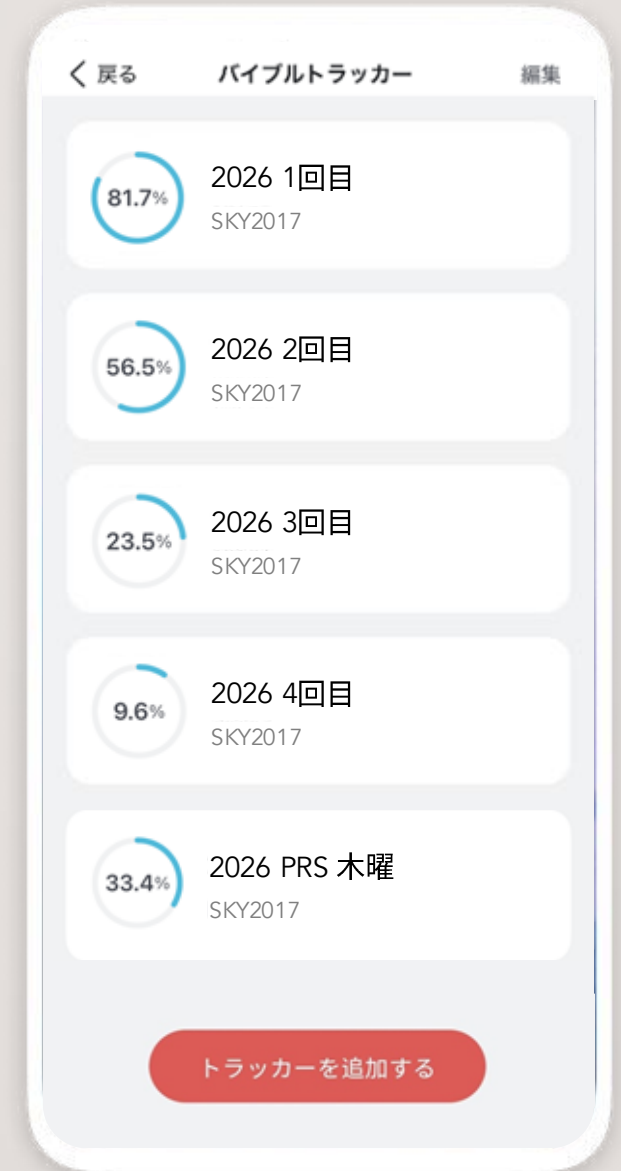 戻る バイブルトラッカー 編集
81.7%
2026 1回目
SKY2017
56.5%
2026 2回目
SKY2017
23.5%
2026 3回目
SKY2017
9.6%
2026 4回目
SKY2017
33.4%
2026 PRS 木曜
SKY2017
トラッカーを追加する